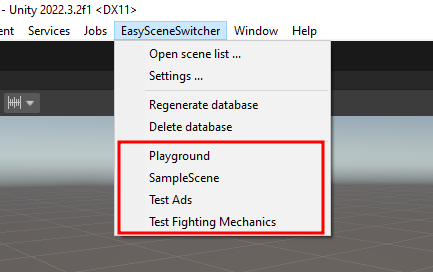 - Unity 2022.3.2f1 <DX11>
Services Jobs EasySceneSwitcher Window Help
Open scene list ...
Settings ...
Regenerate database
Delete database
Playground
SampleScene
Test Ads
Test Fighting Mechanics